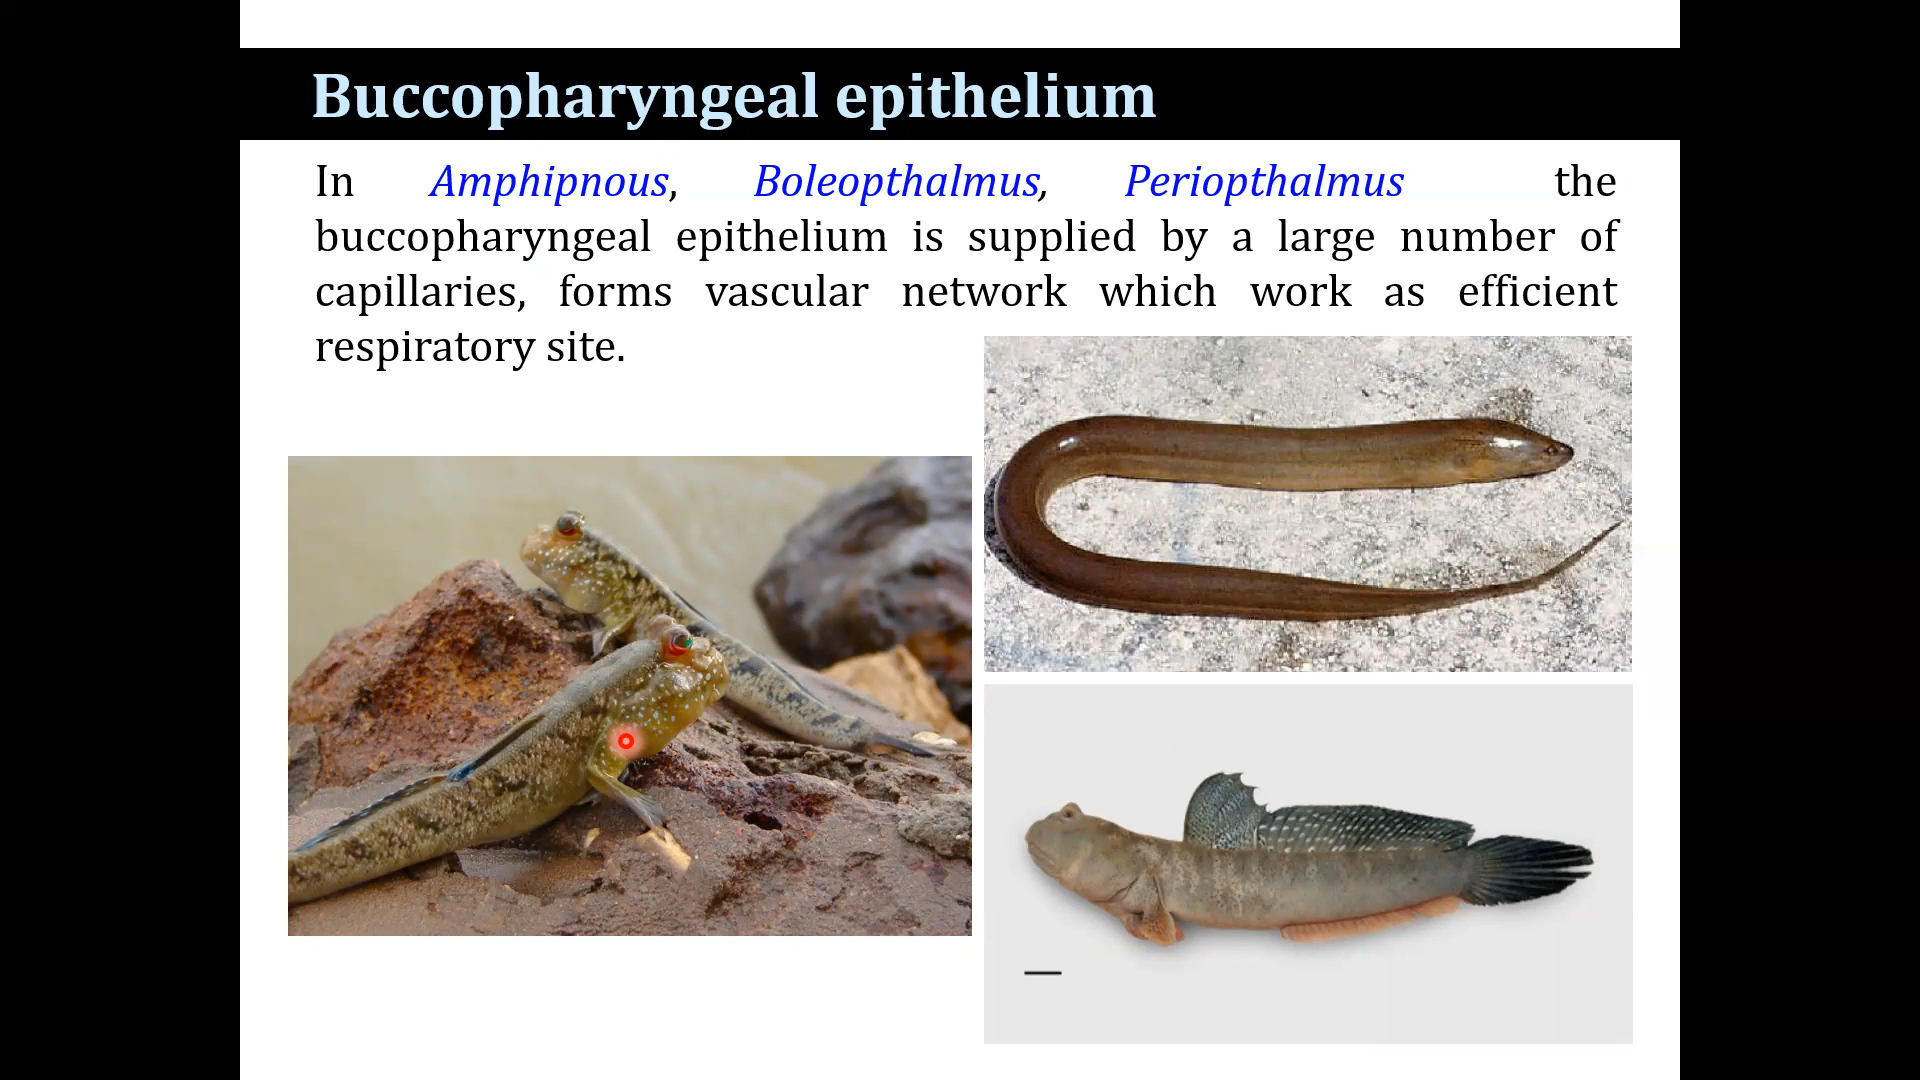 Buccopharyngeal epithelium
In Amphipnous, Boleopthalmus, Periopthalmus the
buccopharyngeal epithelium is supplied by a large number of
capillaries, forms vascular network which work as efficient
respiratory site.